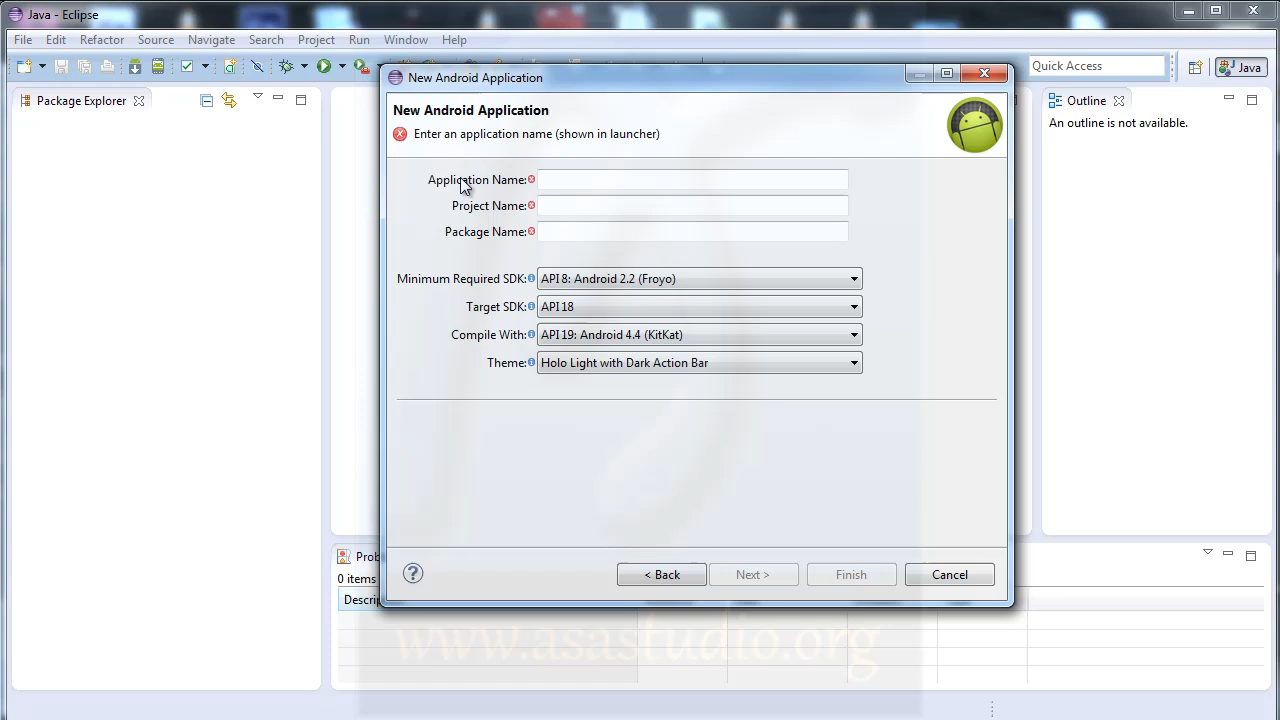 Java - Eclipse
File Edit Refactor Source Navigate Search Project Run Window Help
Quick Access
Java
Package Explorer
New Android Application
New Android Application
Enter an application name (shown in launcher)
Application Name:
Project Name:
Package Name:
Minimum Required SDK: API 8: Android 2.2 (Froyo)
Target SDK: API 18
Compile With: API 19: Android 4.4 (KitKat)
Theme: Holo Light with Dark Action Bar
< Back Next > Finish Cancel
Outline
An outline is not available.
Prob
0 items
Descrip
www.asastudio.org